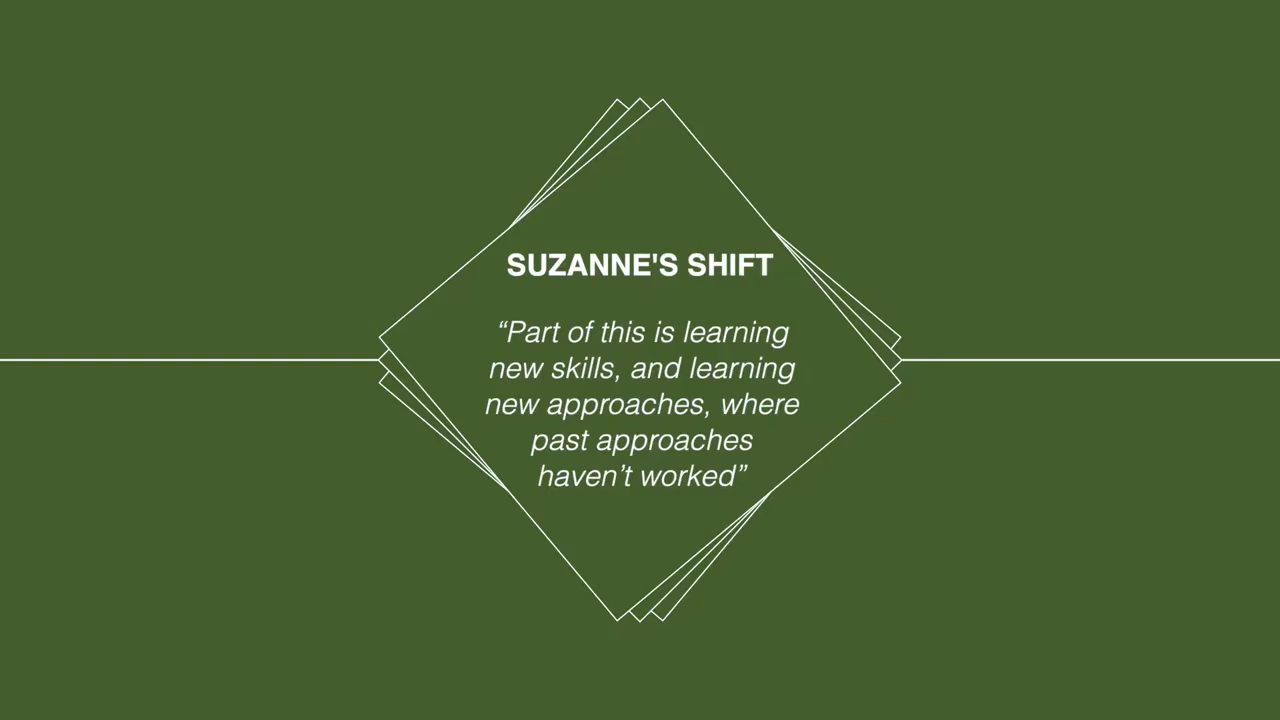 SUZANNE'S SHIFT
“Part of this is learning
new skills, and learning
new approaches, where
past approaches
haven’t worked”